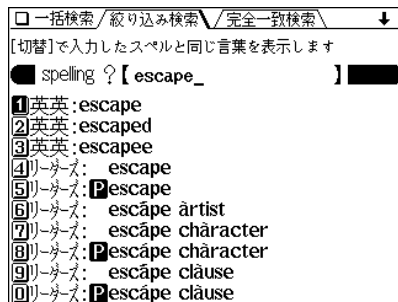 一括検索 絞り込み検索 完全一致検索 ↓
[切替]で入力したスペルと同じ言葉を表示します
spelling ?【escape_ 】
1英英:escape
2英英:escaped
3英英:escapee
4リーダーズ: escape
5リーダーズ:Pescape
6リーダーズ: escápe àrtist
7リーダーズ: escápe chàracter
8リーダーズ:Pescápe chàracter
9リーダーズ: escápe clàuse
0リーダーズ:Pescápe clàuse